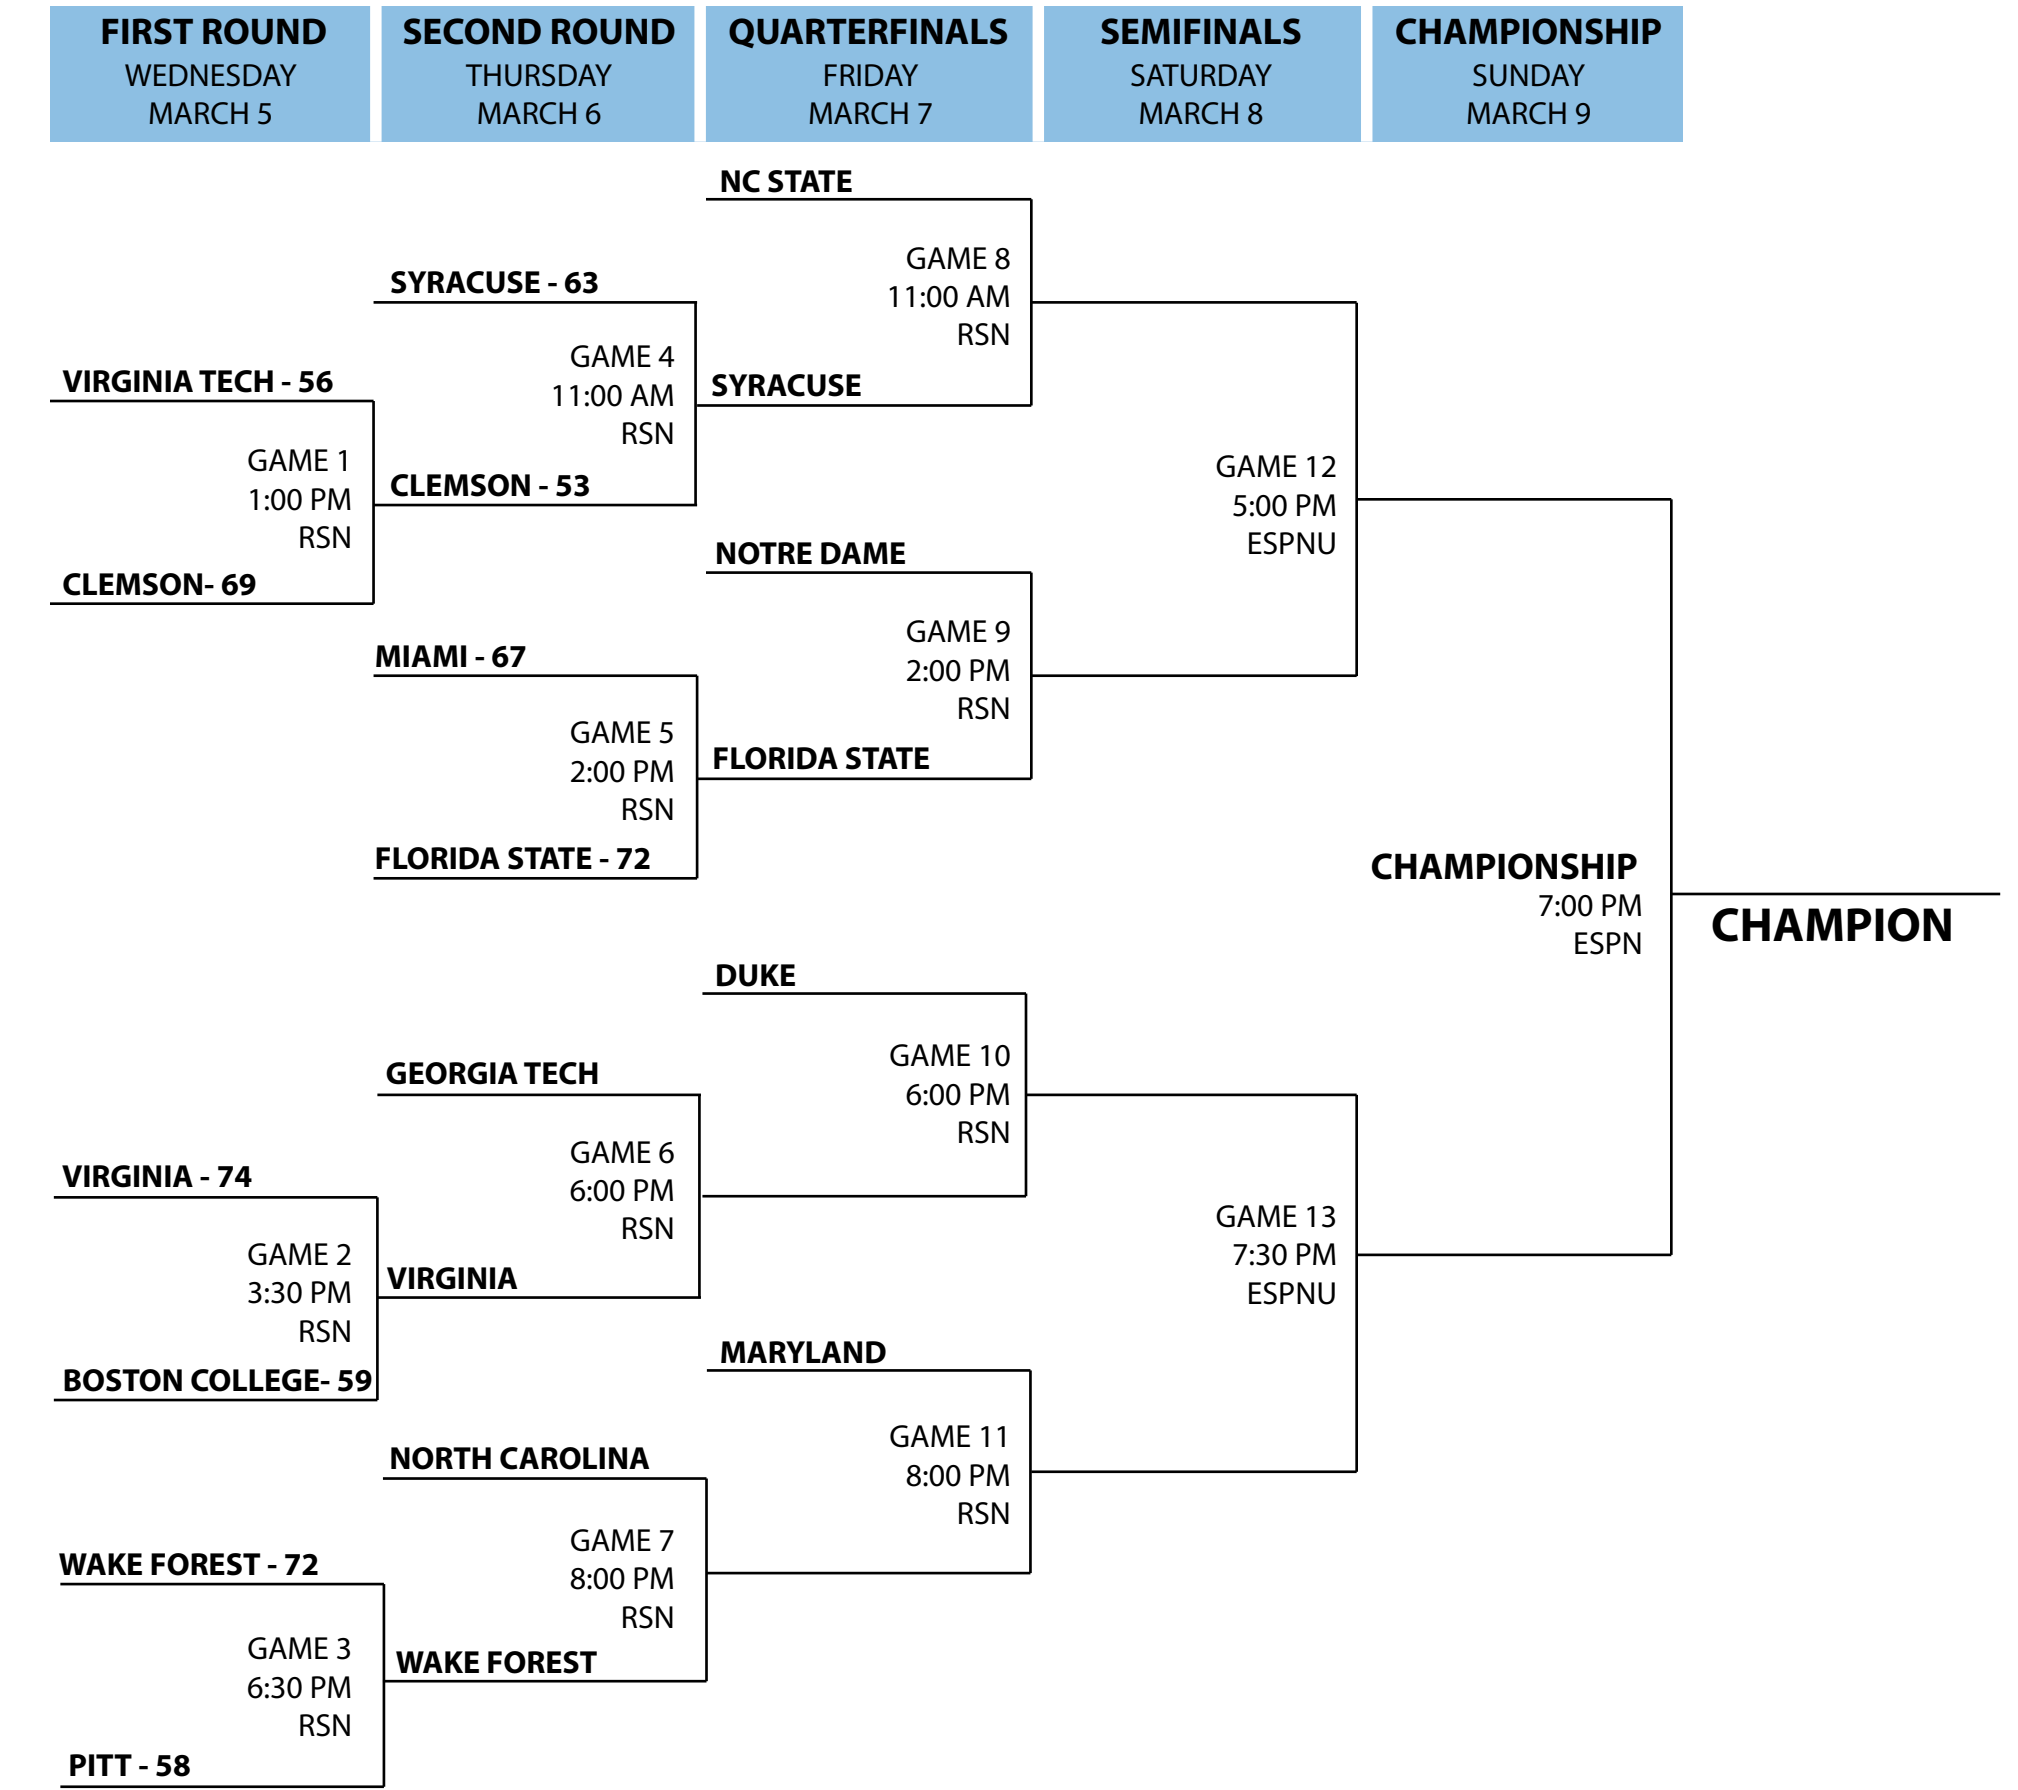 FIRST ROUND
WEDNESDAY
MARCH 5
SECOND ROUND
THURSDAY
MARCH 6
QUARTERFINALS
FRIDAY
MARCH 7
SEMIFINALS
SATURDAY
MARCH 8
CHAMPIONSHIP
SUNDAY
MARCH 9
VIRGINIA TECH - 56
GAME 1
1:00 PM
RSN
CLEMSON- 69
VIRGINIA - 74
GAME 2
3:30 PM
RSN
BOSTON COLLEGE- 59
WAKE FOREST - 72
GAME 3
6:30 PM
RSN
PITT - 58
SYRACUSE - 63
GAME 4
11:00 AM
RSN
CLEMSON - 53
MIAMI - 67
GAME 5
2:00 PM
RSN
FLORIDA STATE - 72
GEORGIA TECH
GAME 6
6:00 PM
RSN
VIRGINIA
NORTH CAROLINA
GAME 7
8:00 PM
RSN
WAKE FOREST
NC STATE
GAME 8
11:00 AM
RSN
SYRACUSE
NOTRE DAME
GAME 9
2:00 PM
RSN
FLORIDA STATE
DUKE
GAME 10
6:00 PM
RSN
MARYLAND
GAME 11
8:00 PM
RSN
GAME 12
5:00 PM
ESPNU
GAME 13
7:30 PM
ESPNU
CHAMPIONSHIP
7:00 PM
ESPN
CHAMPION